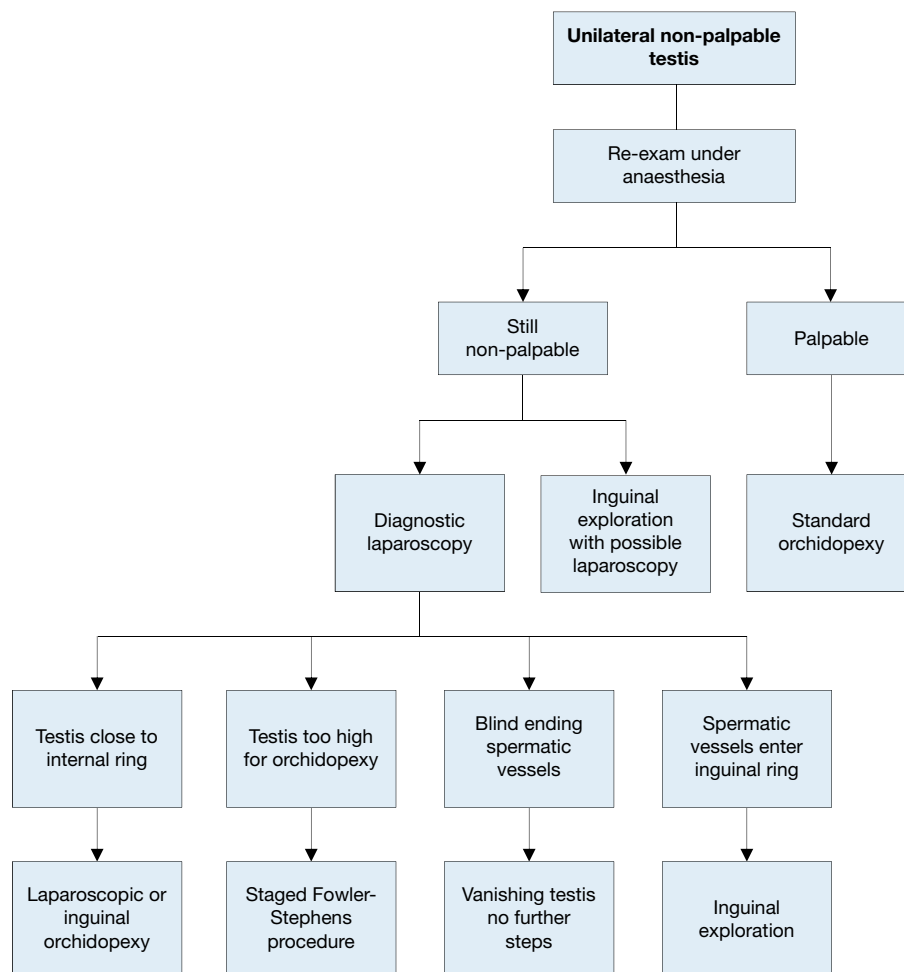 Unilateral non-palpable
testis
Re-exam under
anaesthesia
Still
non-palpable
Palpable
Diagnostic
laparoscopy
Inguinal
exploration
with possible
laparoscopy
Standard
orchidopexy
Testis close to
internal ring
Testis too high
for orchidopexy
Blind ending
spermatic
vessels
Spermatic
vessels enter
inguinal ring
Laparoscopic or
inguinal
orchidopexy
Staged Fowler-
Stephens
procedure
Vanishing testis
no further
steps
Inguinal
exploration